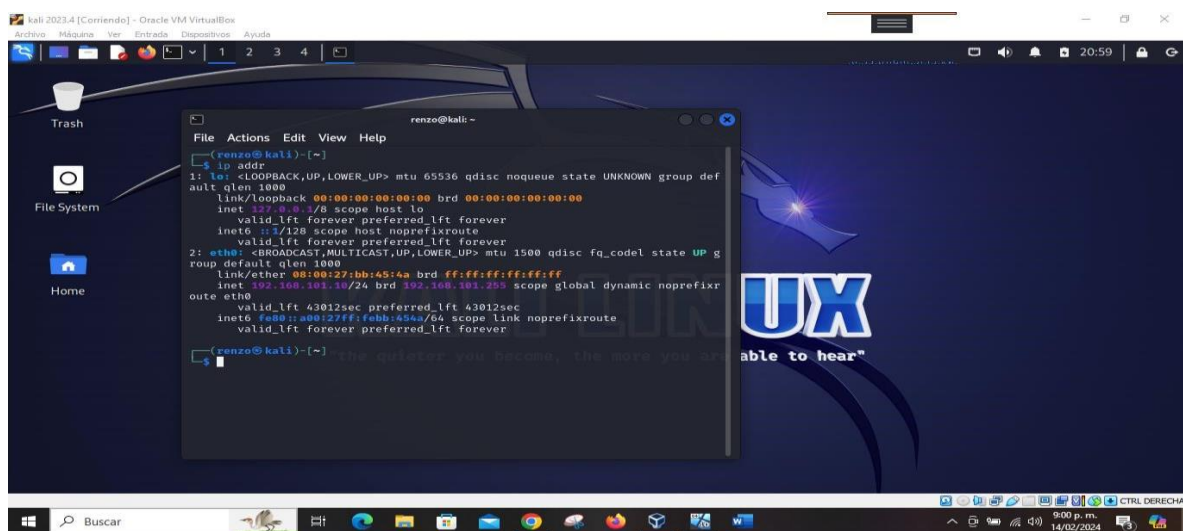 kali 2023.4 [Corriendo] - Oracle VM VirtualBox
Archivo Máquina Ver Entrada Dispositivos Ayuda
1 2 3 4
20:59
Trash
File System
Home
renzo@kali: ~
File Actions Edit View Help
(renzo㉿kali)-[~]
$ ip addr
1: lo: <LOOPBACK,UP,LOWER_UP> mtu 65536 qdisc noqueue state UNKNOWN group def
ault qlen 1000
link/loopback 00:00:00:00:00:00 brd 00:00:00:00:00:00
inet 127.0.0.1/8 scope host lo
valid_lft forever preferred_lft forever
inet6 ::1/128 scope host noprefixroute
valid_lft forever preferred_lft forever
2: eth0: <BROADCAST,MULTICAST,UP,LOWER_UP> mtu 1500 qdisc fq_codel state UP g
roup default qlen 1000
link/ether 08:00:27:bb:45:4a brd ff:ff:ff:ff:ff:ff
inet 192.168.101.10/24 brd 192.168.101.255 scope global dynamic noprefixr
oute eth0
valid_lft 43012sec preferred_lft 43012sec
inet6 fe80::a00:27ff:febb:454a/64 scope link noprefixroute
valid_lft forever preferred_lft forever
(renzo㉿kali)-[~]
$
LINUX
"the quieter you become, the more you are able to hear"
CTRL DERECHA
Buscar
9:00 p. m.
14/02/2024
3